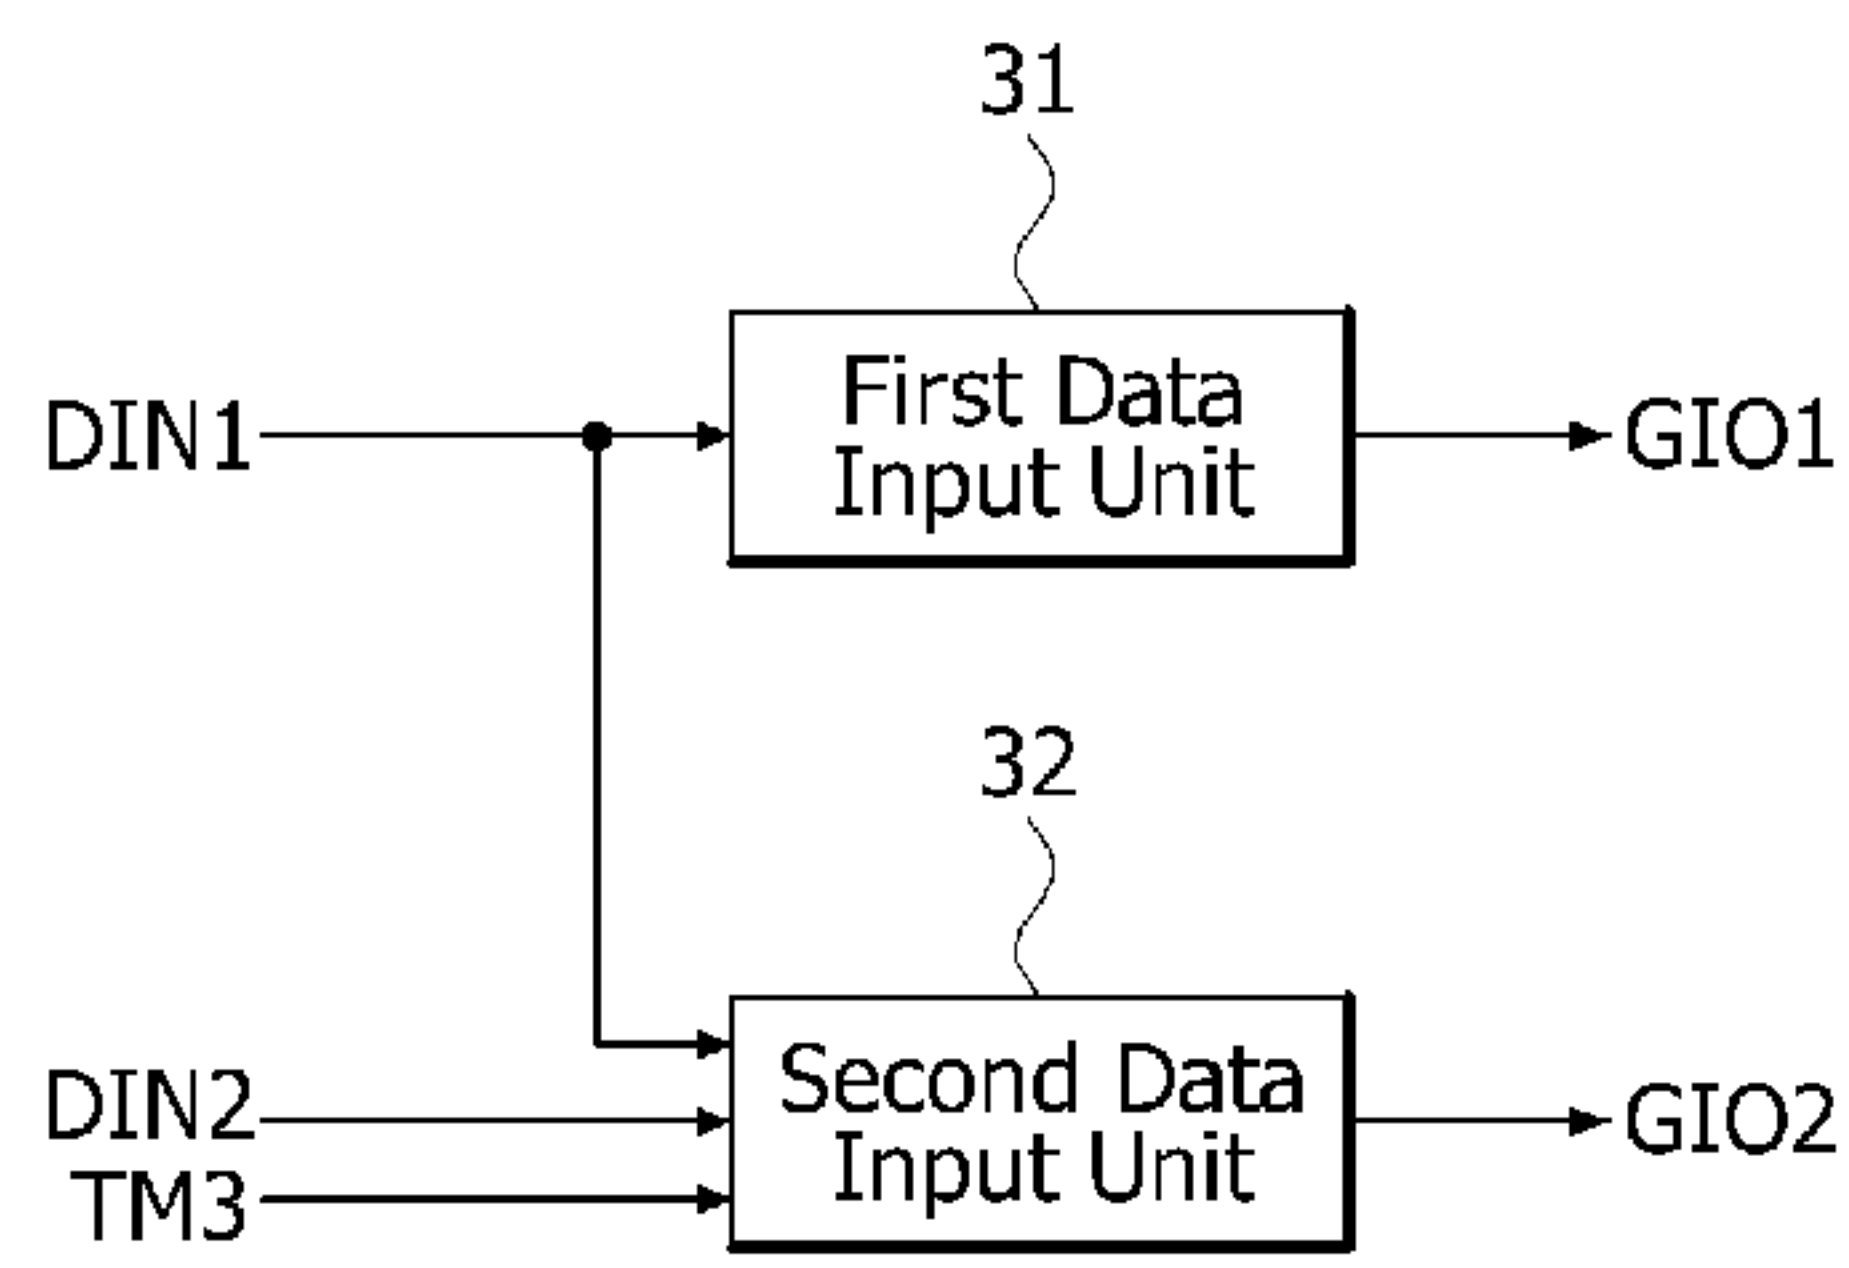 31
First Data
Input Unit
DIN1
GIO1
32
Second Data
Input Unit
DIN2
TM3
GIO2